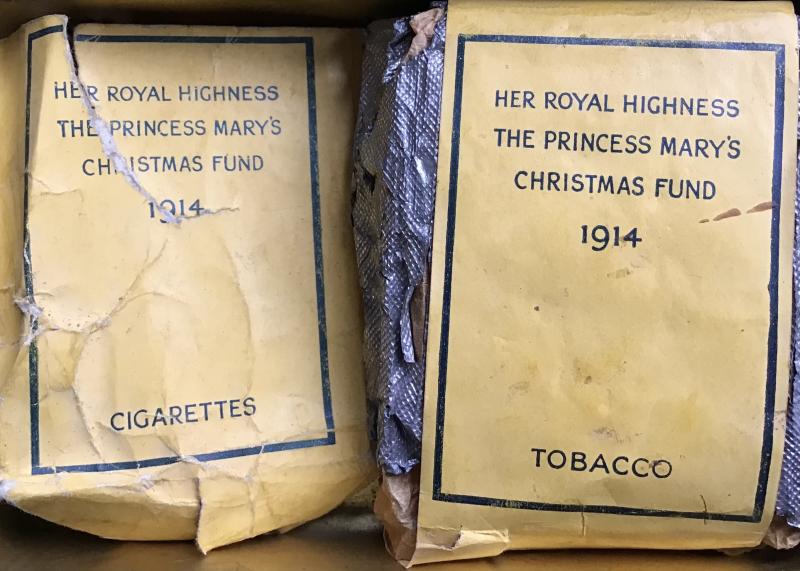 HER ROYAL HIGHNESS
THE PRINCESS MARY'S
CHRISTMAS FUND
1914
CIGARETTES
HER ROYAL HIGHNESS
THE PRINCESS MARY'S
CHRISTMAS FUND
1914
TOBACCO